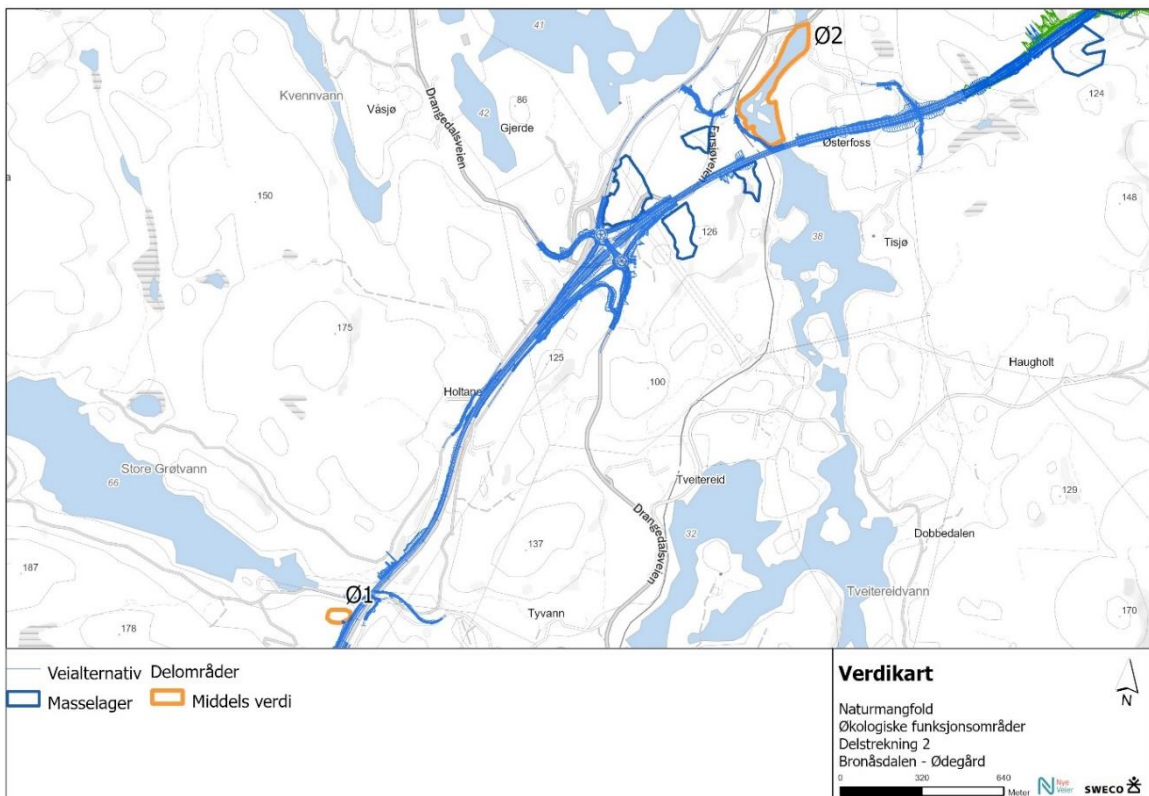 41
Ø2
Kvennvann
Våsjø
42
86
Gjerde
Drangedalsveien
124
Farsjøveien
Østerfoss
a
150
148
126
38
Tisjø
175
125
100
Haugholt
Holtane
Store Grøtvann
66
Tveitereid
129
Drangedalsveien
137
32
Dobbedalen
187
Ø1
Tyvann
Tveitereidvann
178
170
Veialternativ
Delområder
Masselager
Middels verdi
Verdikart
Naturmangfold
Økologiske funksjonsområder
Delstrekning 2
Bronåsdalen - Ødegård
N
0 320 640
Meter
Nye
Veier
SWECO